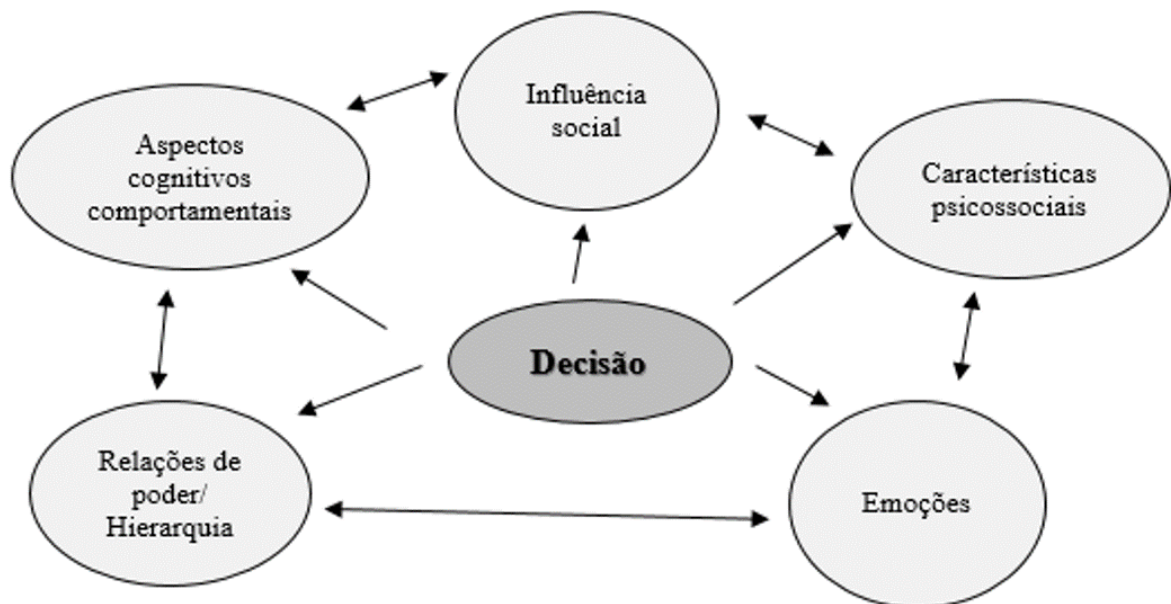 Influência
social
Aspectos
cognitivos
comportamentais
Características
psicossociais
Decisão
Relações de
poder/
Hierarquia
Emoções